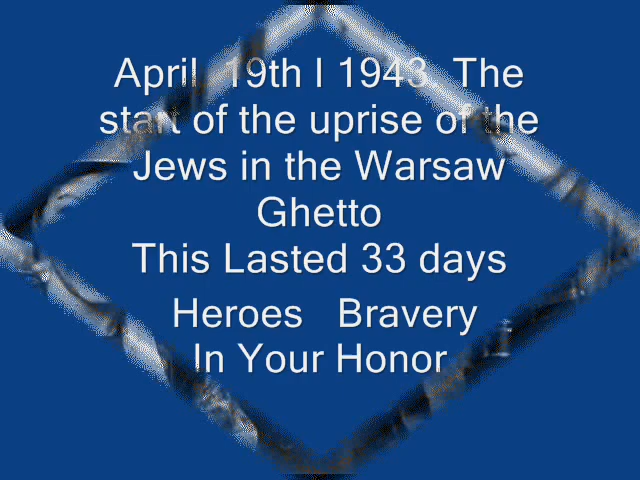 April 19th I 1943 The
start of the uprise of the
Jews in the Warsaw
Ghetto
This Lasted 33 days
Heroes Bravery
In Your Honor